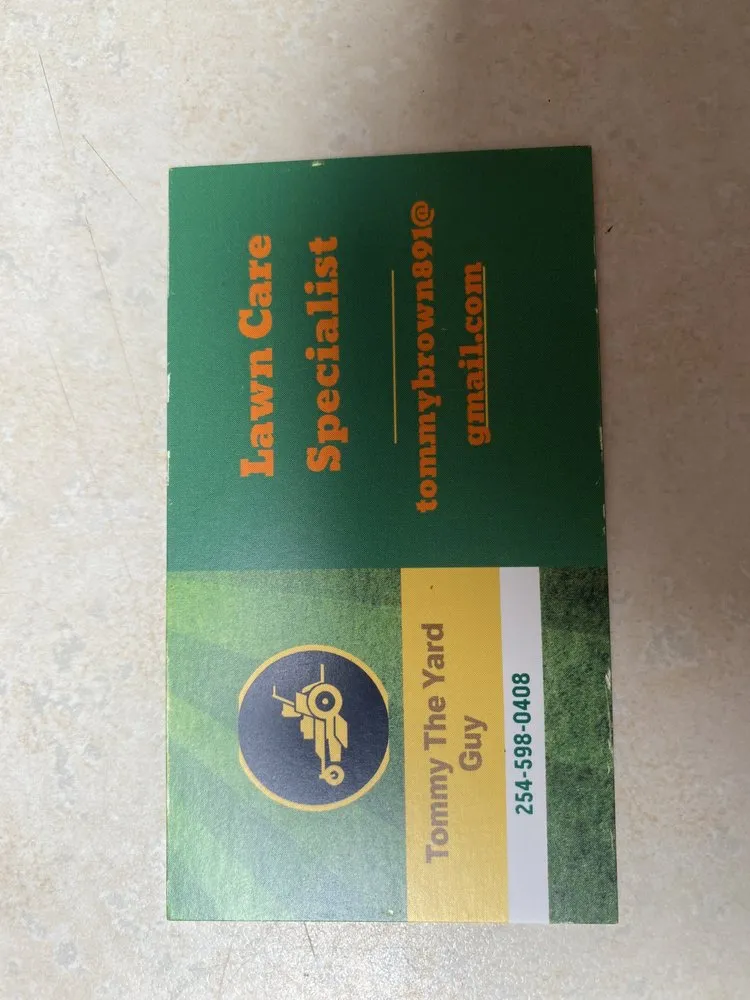 Tommy The Yard
Guy
254-598-0408
Lawn Care
Specialist
tommybrown891@
gmail.com